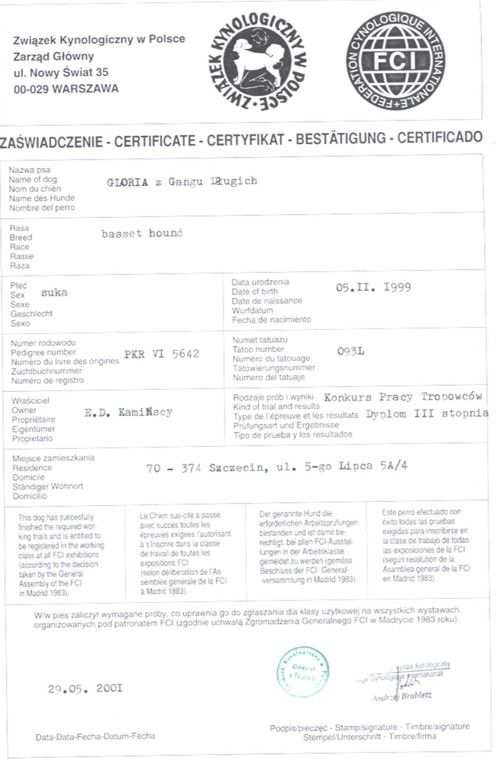 Związek Kynologiczny w Polsce
Zarząd Główny
ul. Nowy Świat 35
00-029 WARSZAWA
ZWIĄZEK KYNOLOGICZNY W POLSCE
FEDERATION CYNOLOGIQUE INTERNATIONALE
FCI
ZAŚWIADCZENIE - CERTIFICATE - CERTYFIKAT - BESTÄTIGUNG - CERTIFICADO
Nazwa psa
Name of dog
Nom du chien
Name des Hunde
Nombre del perro
GLORIA z Gangu Długich
Rasa
Breed
Race
Rasse
Raza
basset hound
Płeć
Sex
Sexe
Geschlecht
Sexo
suka
Data urodzenia
Date of birth
Date de naissance
Wurfdatum
Fecha de nacimiento
05.II. 1999
Numer rodowodu
Pedigree number
Numéro du livre des origines
Zuchtbuchnummer
Numéro de registro
PKR VI 5642
Numet tatuażu
Tatoo number
Numéro du tatouage
Tätowierungsnummer
Número del tatuaje
093L
Właściciel
Owner
Propriétaire
Eigentümer
Propietario
E.D. Kamińscy
Rodzaje prób i wyniki
Kind of trial and results
Type de l'épreuve et les résultats
Prüfungsart und Ergebnisse
Tipo de prueba y los resultados
Konkurs Pracy Tropowców
Dyplom III stopnia
Miejsce zamieszkania
Residence
Domicile
Ständiger Wohnort
Domicilio
70 - 374 Szczecin, ul. 5-go Lipca 5A/4
This dog has succesfully
finished the required wor-
king trials and is entitled to
be registered in the working
class at all FCI exhibitions
(according to the decision
taken by the General
Assembly of the FCI
in Madrid 1983).
Le Chien sus-cité a passé
avec succès toutes les
épreuves exigées l'autorisant
à s'inscrire dans la classe
de travail de toutes les
expositions FCI
(selon délibération de l'As-
semblée générale de la FCI
à Madrit 1983).
Der genannte Hund die
erforderlichen Arbeitsprüfungen
bestanden und ist damit be-
rechtigt, bei allen FCI-Ausstel-
lungen in der Arbeitsklasse
gemeldet zu werden (gemäss
Beschluss der FCI- General-
-versammlung in Madrid 1983).
Este perro efectuado con
éxito todas las pruebas
exigidas para inscribirse en
la clase de trabajo de todas
las exposiciones de la FCI
(según resolución de la
Asamblea general de la FCI
en Madrid 1983).
W/w pies zaliczył wymagane próby, co uprawnia go do zgłaszania dla klasy użytkowej na wszystkich wystawach
organizowanych pod patronatem FCI (zgodnie uchwałą Zgromadzenia Generalnego FCI w Madrycie 1983 roku).
29.05. 2001
Oddział
Andrzej Brabletz
Data-Data-Fecha-Datum-Fecha
Podpis/pieczęć - Stamp/signature - Timbre/signature
Stempel/Unterschrift - Timbre/firma